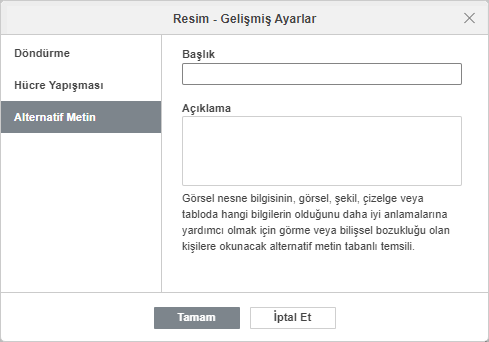 Resim - Gelişmiş Ayarlar
Döndürme
Hücre Yapışması
Alternatif Metin
Başlık
Açıklama
Görsel nesne bilgisinin, görsel, şekil, çizelge veya
tabloda hangi bilgilerin olduğunu daha iyi anlamalarına
yardımcı olmak için görme veya bilişsel bozukluğu olan
kişilere okunacak alternatif metin tabanlı temsili.
Tamam
İptal Et